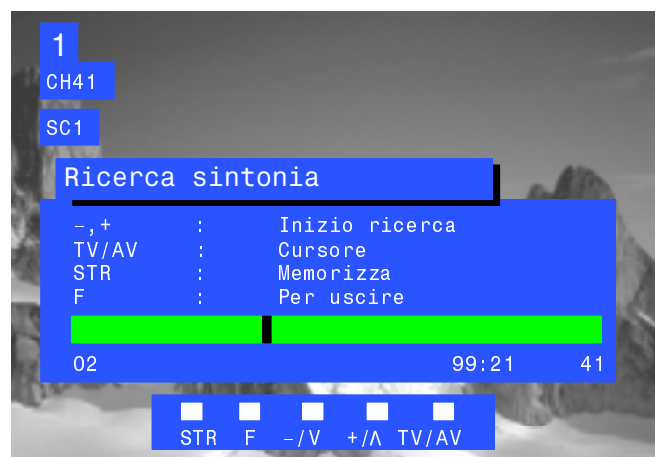 1
CH41
SC1
Ricerca sintonia
-,+ : Inizio ricerca
TV/AV : Cursore
STR : Memorizza
F : Per uscire
02 99:21 41
STR F -/V +/Λ TV/AV